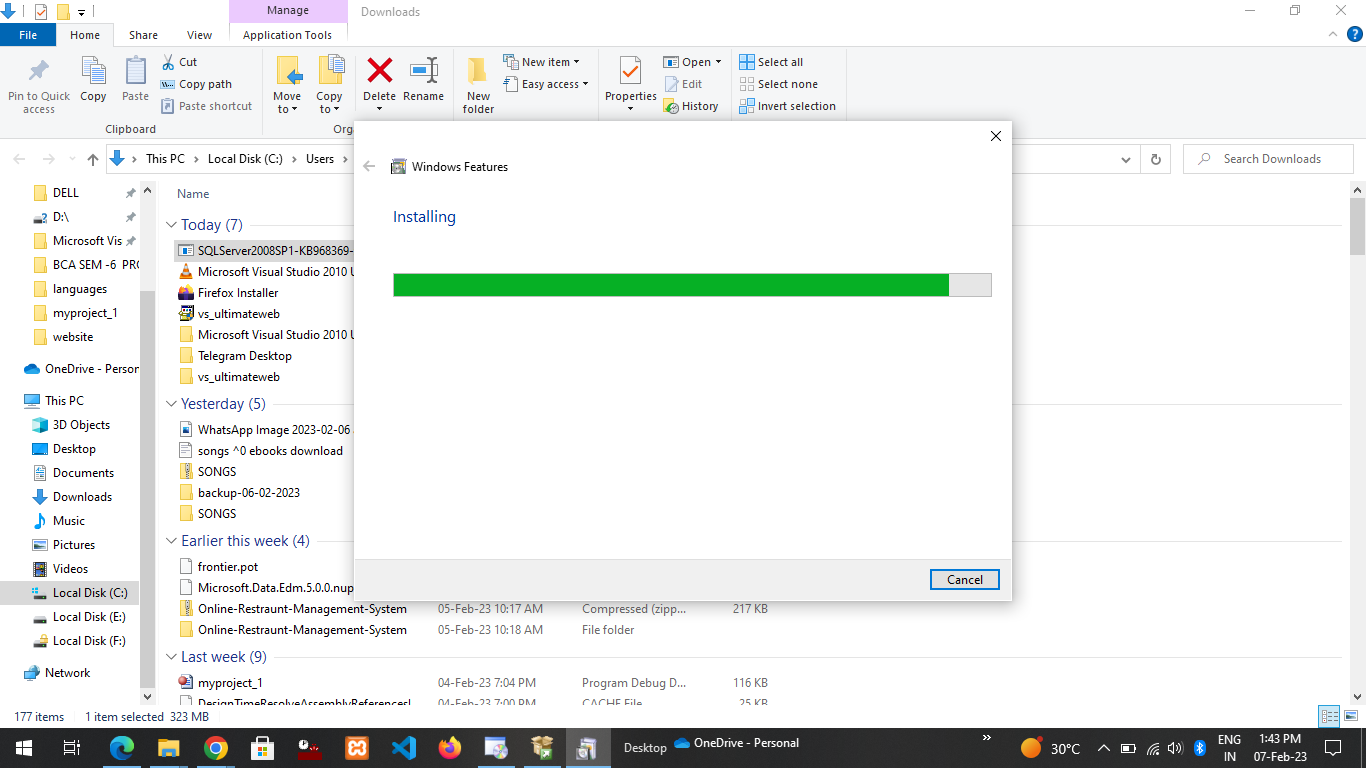 Manage
Downloads
File
Home
Share
View
Application Tools
Pin to Quick
access
Copy
Paste
Cut
Copy path
Paste shortcut
Clipboard
Move
to
Copy
to
Delete
Rename
Org
New
folder
New item
Easy access
Properties
Open
Edit
History
Select all
Select none
Invert selection
This PC
Local Disk (C:)
Users
Search Downloads
DELL
D:\
Microsoft Vis
BCA SEM -6 PRO
languages
myproject_1
website
OneDrive - Person
This PC
3D Objects
Desktop
Documents
Downloads
Music
Pictures
Videos
Local Disk (C:)
Local Disk (E:)
Local Disk (F:)
Network
Name
Today (7)
SQLServer2008SP1-KB968369-
Microsoft Visual Studio 2010 U
Firefox Installer
vs_ultimateweb
Microsoft Visual Studio 2010 U
Telegram Desktop
vs_ultimateweb
Yesterday (5)
WhatsApp Image 2023-02-06
songs ^0 ebooks download
SONGS
backup-06-02-2023
SONGS
Earlier this week (4)
frontier.pot
Microsoft.Data.Edm.5.0.0.nup
Online-Restraunt-Management-System 05-Feb-23 10:17 AM Compressed (zipp... 217 KB
Online-Restraunt-Management-System 05-Feb-23 10:18 AM File folder
Last week (9)
myproject_1 04-Feb-23 7:04 PM Program Debug D... 116 KB
DesignTimeResolveAssemblyReferencesI 04-Feb-23 7:00 PM CACHE File 25 KB
Windows Features
Installing
Cancel
177 items 1 item selected 323 MB
Desktop
OneDrive - Personal
30°C
ENG
IN
1:43 PM
07-Feb-23